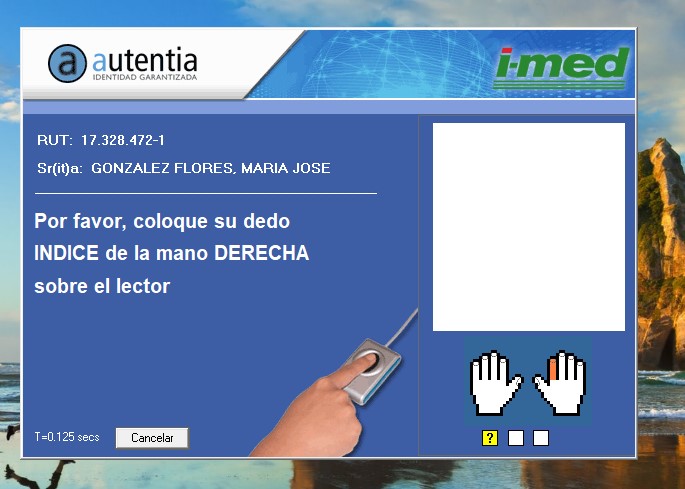 a autentia
IDENTIDAD GARANTIZADA
i-med
RUT: 17.328.472-1
Sr(it)a: GONZALEZ FLORES, MARIA JOSE
Por favor, coloque su dedo
INDICE de la mano DERECHA
sobre el lector
T=0.125 secs
Cancelar
?